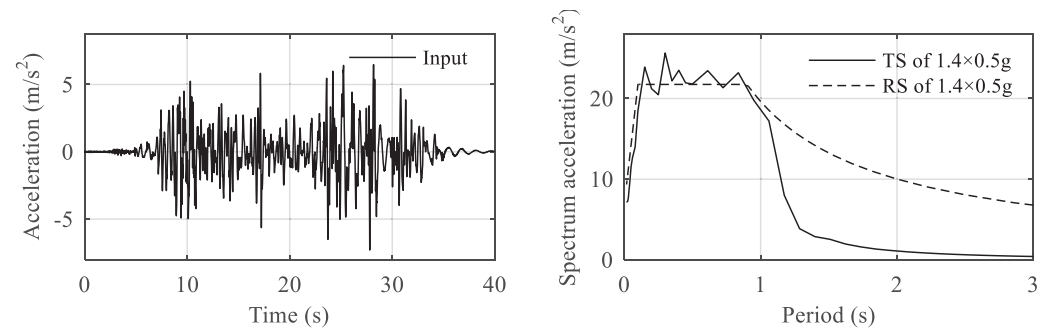 Acceleration (m/s²)
5
0
-5
Input
0
10
20
30
40
Time (s)
Spectrum acceleration (m/s²)
20
10
0
TS of 1.4×0.5g
RS of 1.4×0.5g
0
1
2
3
Period (s)